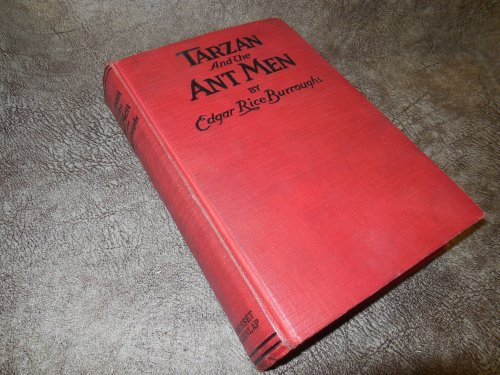 TARZAN
And the
ANT MEN
BY
Edgar Rice Burroughs